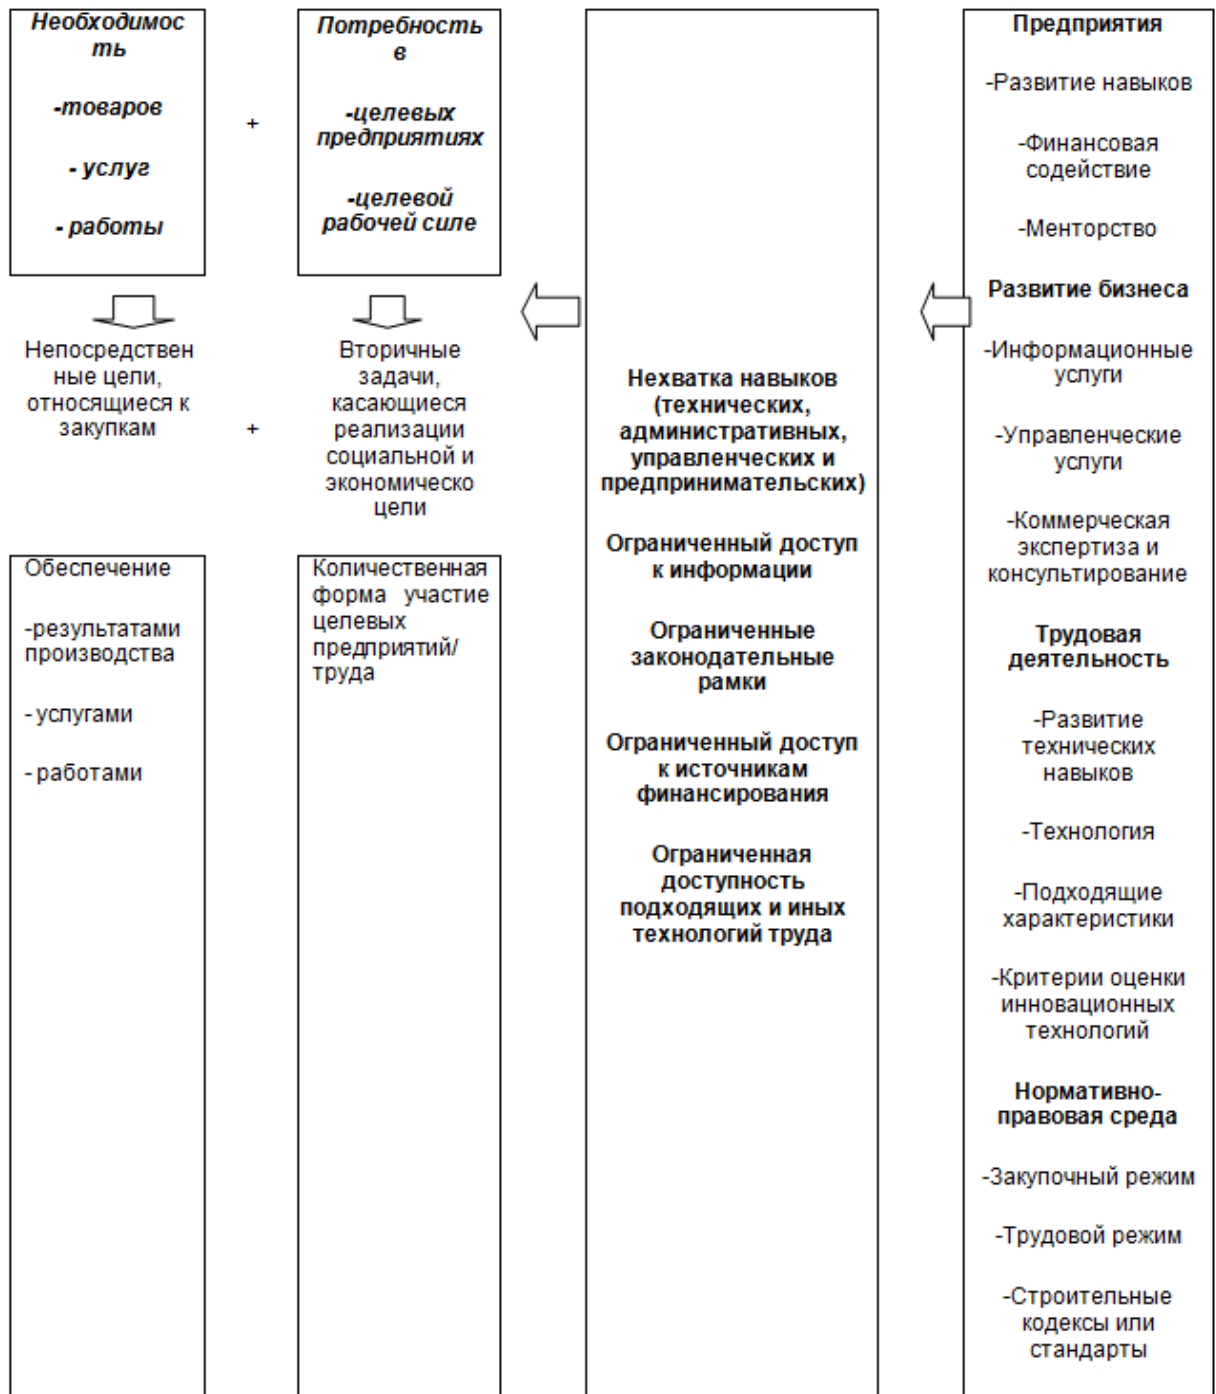 Необходимос
ть
-товаров
- услуг
- работы
+
Потребность
в
-целевых
предприятиях
-целевой
рабочей силе
Непосредствен
ные цели,
относящиеся к
закупкам
+
Вторичные
задачи,
касающиеся
реализации
социальной и
экономическо
цели
Обеспечение
-результатами
производства
- услугами
- работами
Количественная
форма участие
целевых
предприятий/
труда
Нехватка навыков
(технических,
административных,
управленческих и
предпринимательских)
Ограниченный доступ
к информации
Ограниченные
законодательные
рамки
Ограниченный доступ
к источникам
финансирования
Ограниченная
доступность
подходящих и иных
технологий труда
Предприятия
-Развитие навыков
-Финансовая
содействие
-Менторство
Развитие бизнеса
-Информационные
услуги
-Управленческие
услуги
-Коммерческая
экспертиза и
консультирование
Трудовая
деятельность
-Развитие
технических
навыков
-Технология
-Подходящие
характеристики
-Критерии оценки
инновационных
технологий
Нормативно-
правовая среда
-Закупочный режим
-Трудовой режим
-Строительные
кодексы или
стандарты